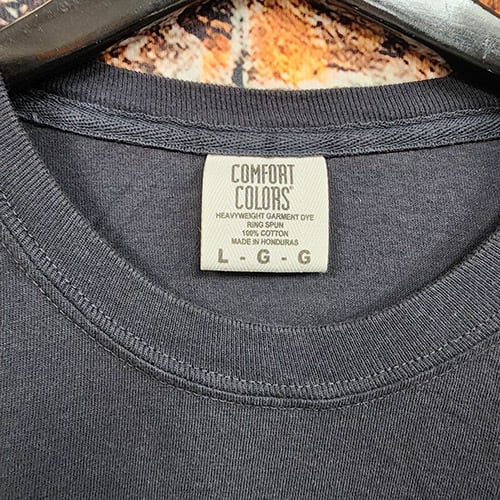 COMFORT
COLORS®
HEAVYWEIGHT GARMENT DYE
RING SPUN
100% COTTON
MADE IN HONDURAS
L - G - G